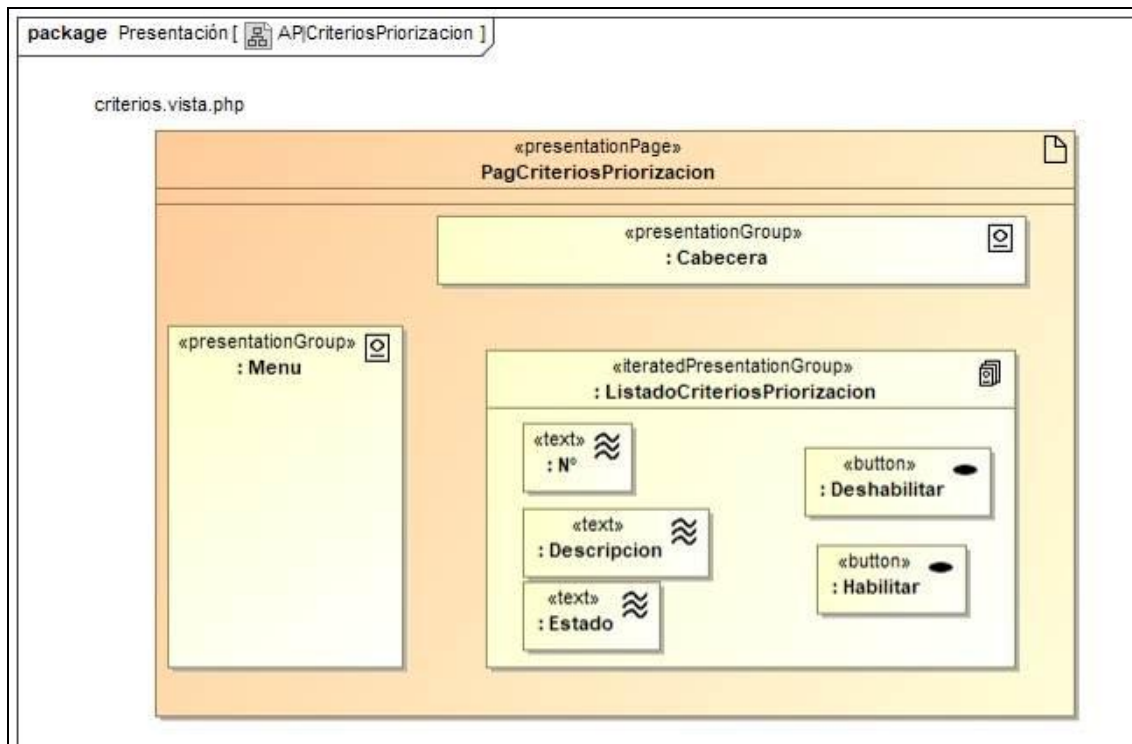 package Presentación [ AP|CriteriosPriorizacion ]
criterios.vista.php
«presentationPage»
PagCriteriosPriorizacion
«presentationGroup»
: Cabecera
«presentationGroup»
: Menu
«iteratedPresentationGroup»
: ListadoCriteriosPriorizacion
«text»
: Nº
«text»
: Descripcion
«text»
: Estado
«button»
: Deshabilitar
«button»
: Habilitar